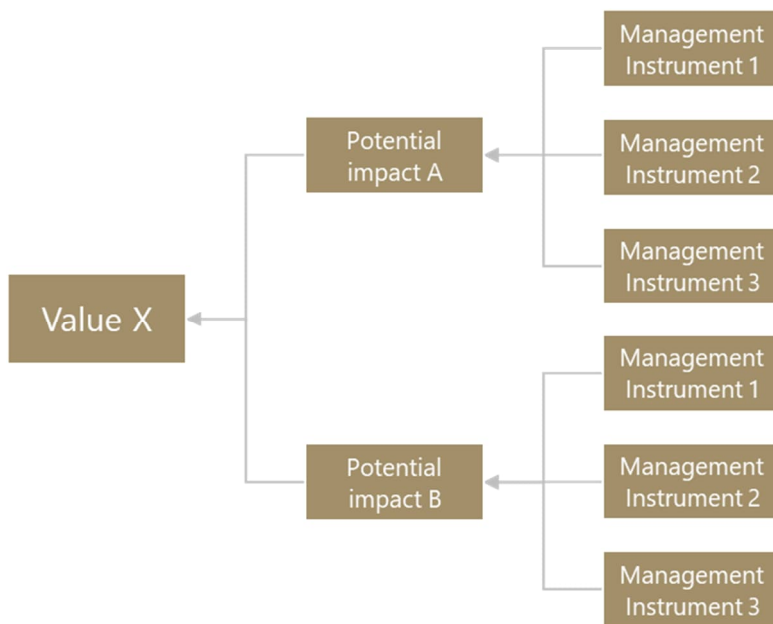 Management
Instrument 1
Potential
impact A
Management
Instrument 2
Management
Instrument 3
Value X
Management
Instrument 1
Potential
impact B
Management
Instrument 2
Management
Instrument 3